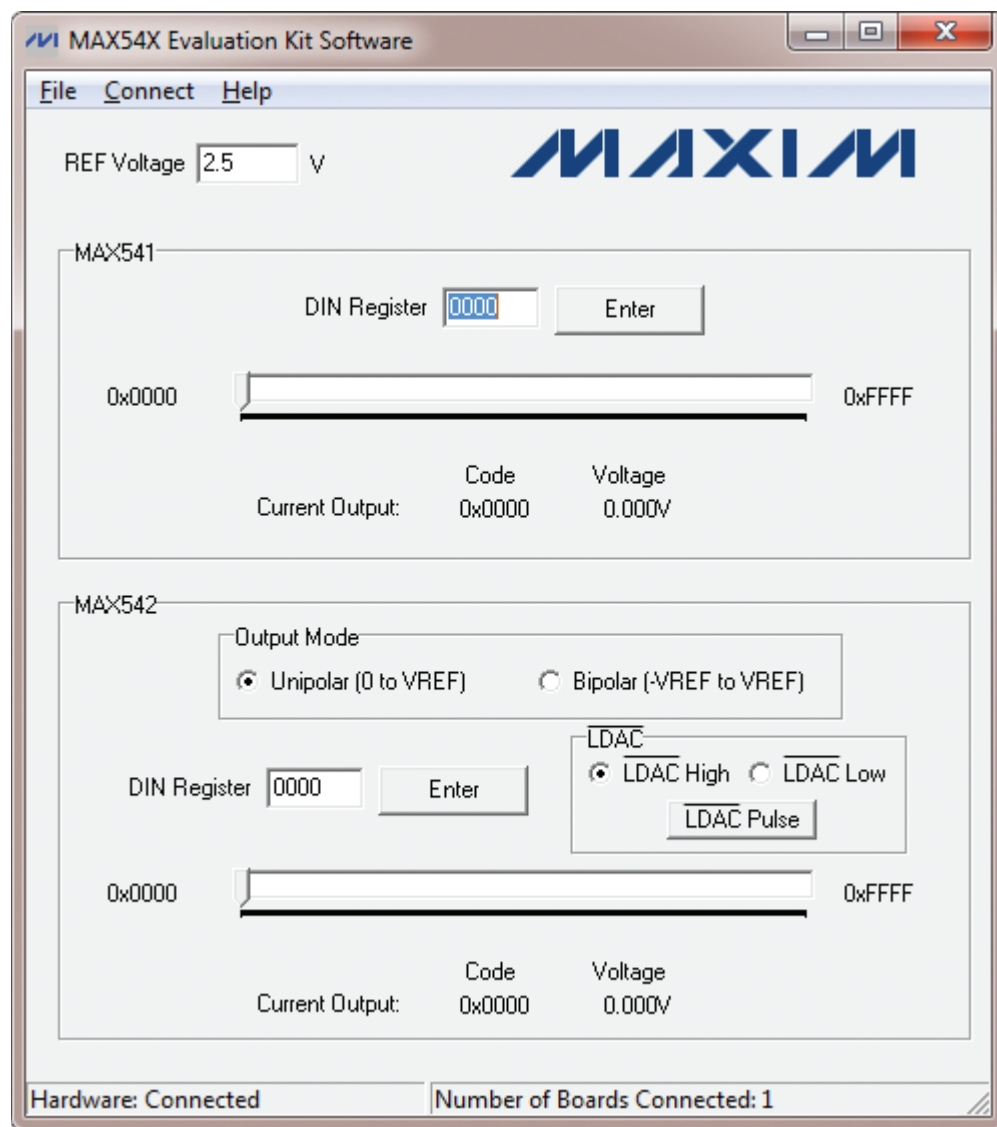 MAX54X Evaluation Kit Software
File Connect Help
REF Voltage 2.5 V
MAXIM
MAX541
DIN Register 0000 Enter
0x0000 0xFFFF
Code Voltage
Current Output: 0x0000 0.000V
MAX542
Output Mode
Unipolar (0 to VREF) Bipolar (-VREF to VREF)
LDAC
LDAC High LDAC Low
DIN Register 0000 Enter
LDAC Pulse
0x0000 0xFFFF
Code Voltage
Current Output: 0x0000 0.000V
Hardware: Connected Number of Boards Connected: 1